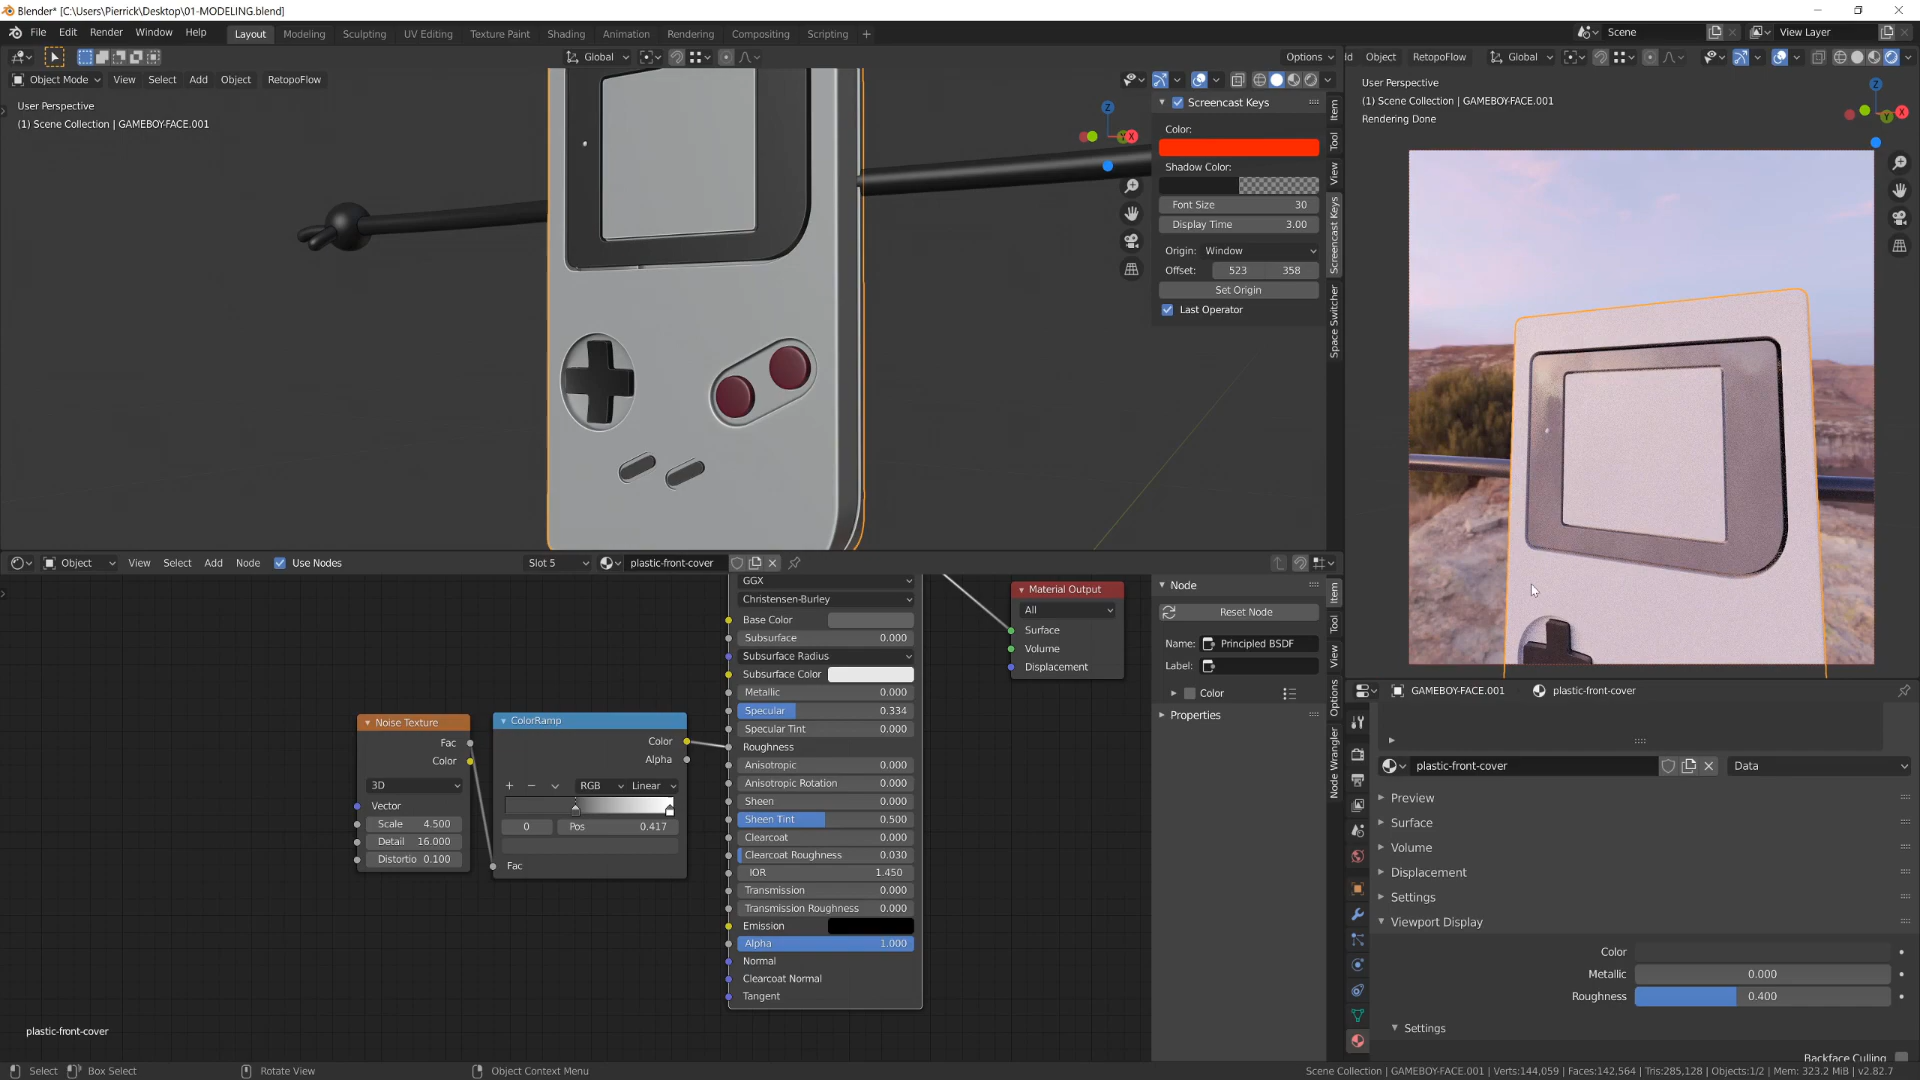 Blender* [C:\Users\Pierrick\Desktop\01-MODELING.blend]
File Edit Render Window Help Layout Modeling Sculpting UV Editing Texture Paint Shading Animation Rendering Compositing Scripting + Scene View Layer
Global Options Object RetopoFlow Global
Object Mode View Select Add Object RetopoFlow
User Perspective
(1) Scene Collection | GAMEBOY-FACE.001
Screencast Keys
Color:
Shadow Color:
Font Size 30
Display Time 3.00
Origin: Window
Offset: 523 358
Set Origin
Last Operator
Item
Tool
View
Screencast Keys
Space Switcher
User Perspective
(1) Scene Collection | GAMEBOY-FACE.001
Rendering Done
Object View Select Add Node Use Nodes Slot 5 plastic-front-cover
Noise Texture
Fac
Color
3D
Vector
Scale 4.500
Detail 16.000
Distortio 0.100
ColorRamp
Color
Alpha
RGB Linear
0 Pos 0.417
Fac
GGX
Christensen-Burley
Base Color
Subsurface 0.000
Subsurface Radius
Subsurface Color
Metallic 0.000
Specular 0.334
Specular Tint 0.000
Roughness
Anisotropic 0.000
Anisotropic Rotation 0.000
Sheen 0.000
Sheen Tint 0.500
Clearcoat 0.000
Clearcoat Roughness 0.030
IOR 1.450
Transmission 0.000
Transmission Roughness 0.000
Emission
Alpha 1.000
Normal
Clearcoat Normal
Tangent
Material Output
All
Surface
Volume
Displacement
Node
Reset Node
Name: Principled BSDF
Label:
Color
Properties
Item
Tool
View
Options
Node Wrangler
GAMEBOY-FACE.001 plastic-front-cover
plastic-front-cover Data
Preview
Surface
Volume
Displacement
Settings
Viewport Display
Color
Metallic 0.000
Roughness 0.400
Settings
Backface Culling
plastic-front-cover
Select Box Select Rotate View Object Context Menu Scene Collection | GAMEBOY-FACE.001 | Verts:144,059 | Faces:142,564 | Tris:285,128 | Objects:1/2 | Mem: 323.2 MiB | v2.82.7